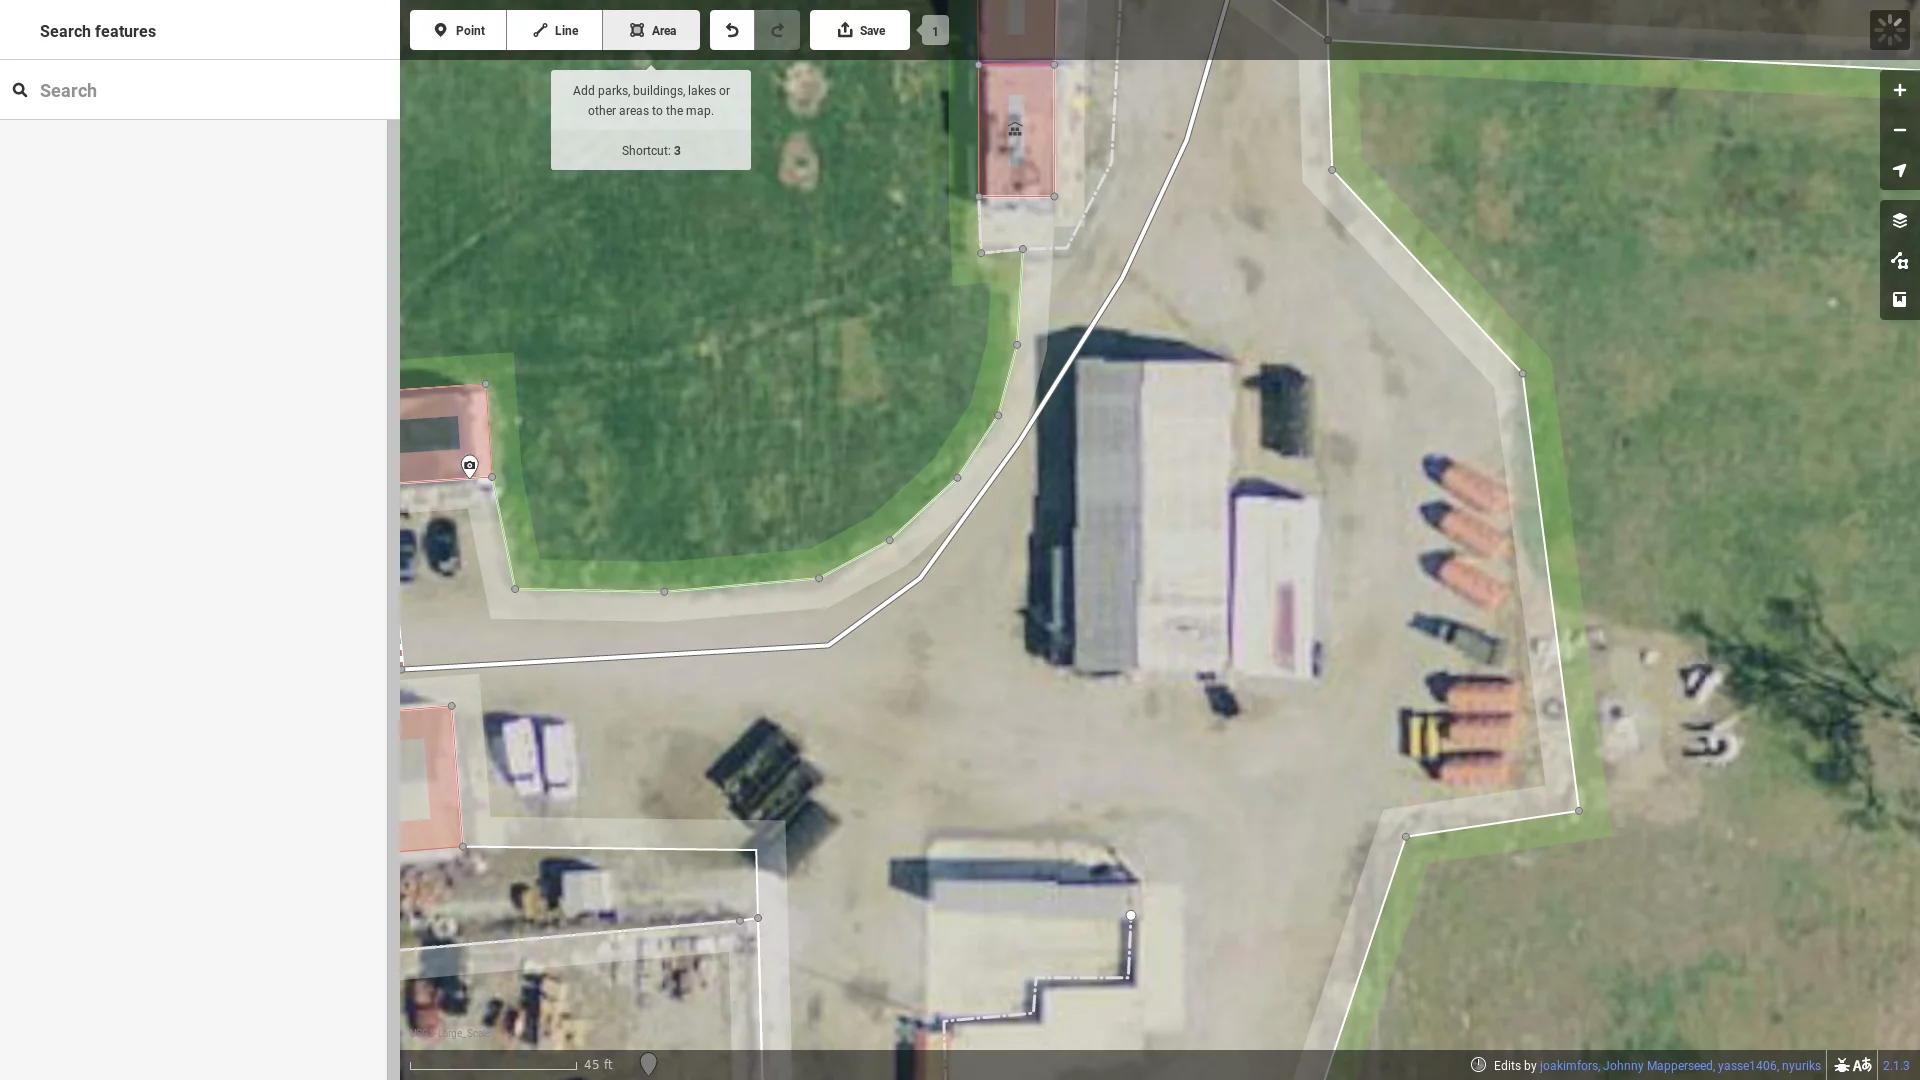 Search features
Search
Point
Line
Area
Save
1
Add parks, buildings, lakes or
other areas to the map.
Shortcut: 3
45 ft
Edits by joakimfors, Johnny Mapperseed, yasse1406, nyuriks
2.1.3